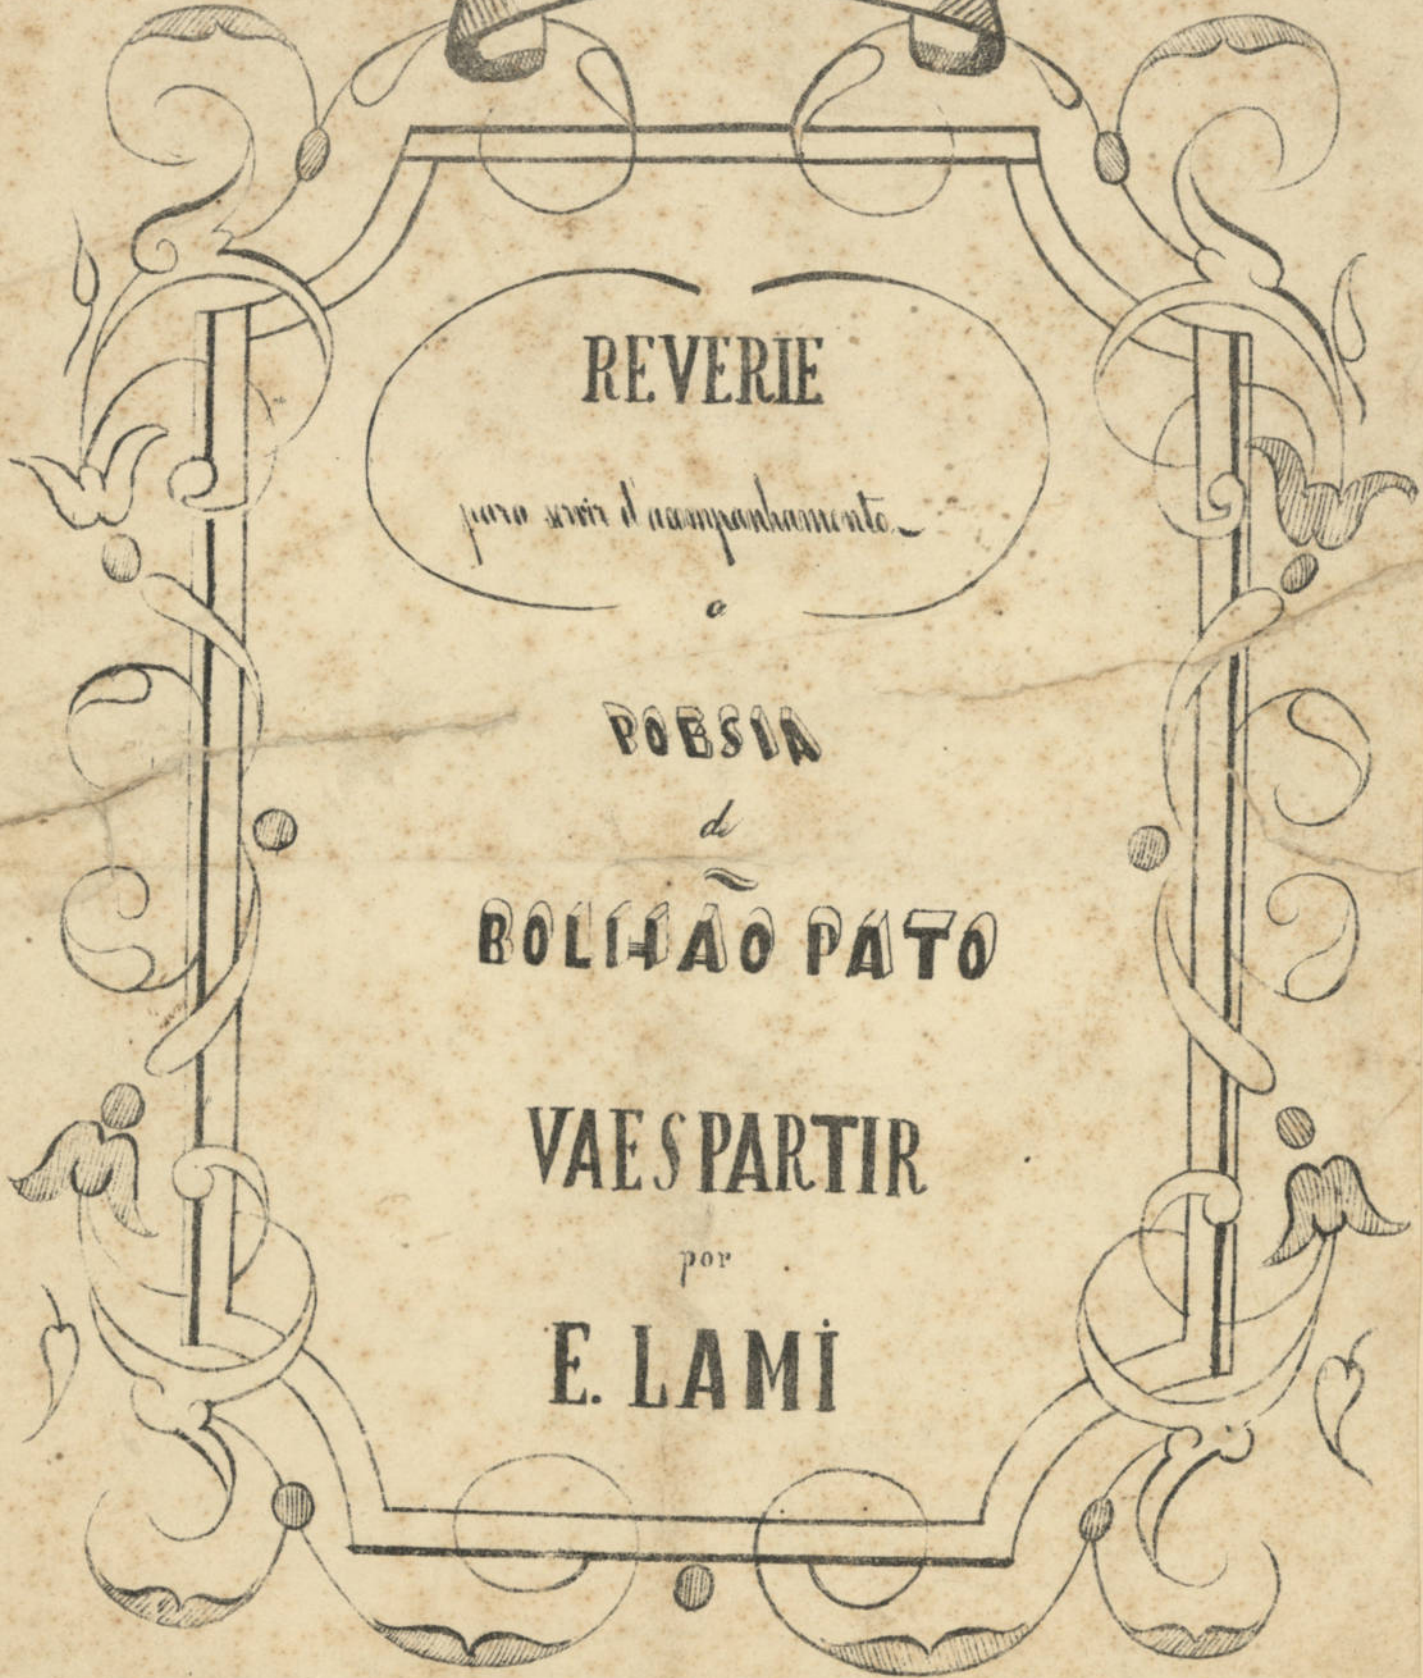 REVERIE
para servir d'acompanhamento
a
POESIA
de
BOLHÃO PATO
VAES PARTIR
por
E. LAMI